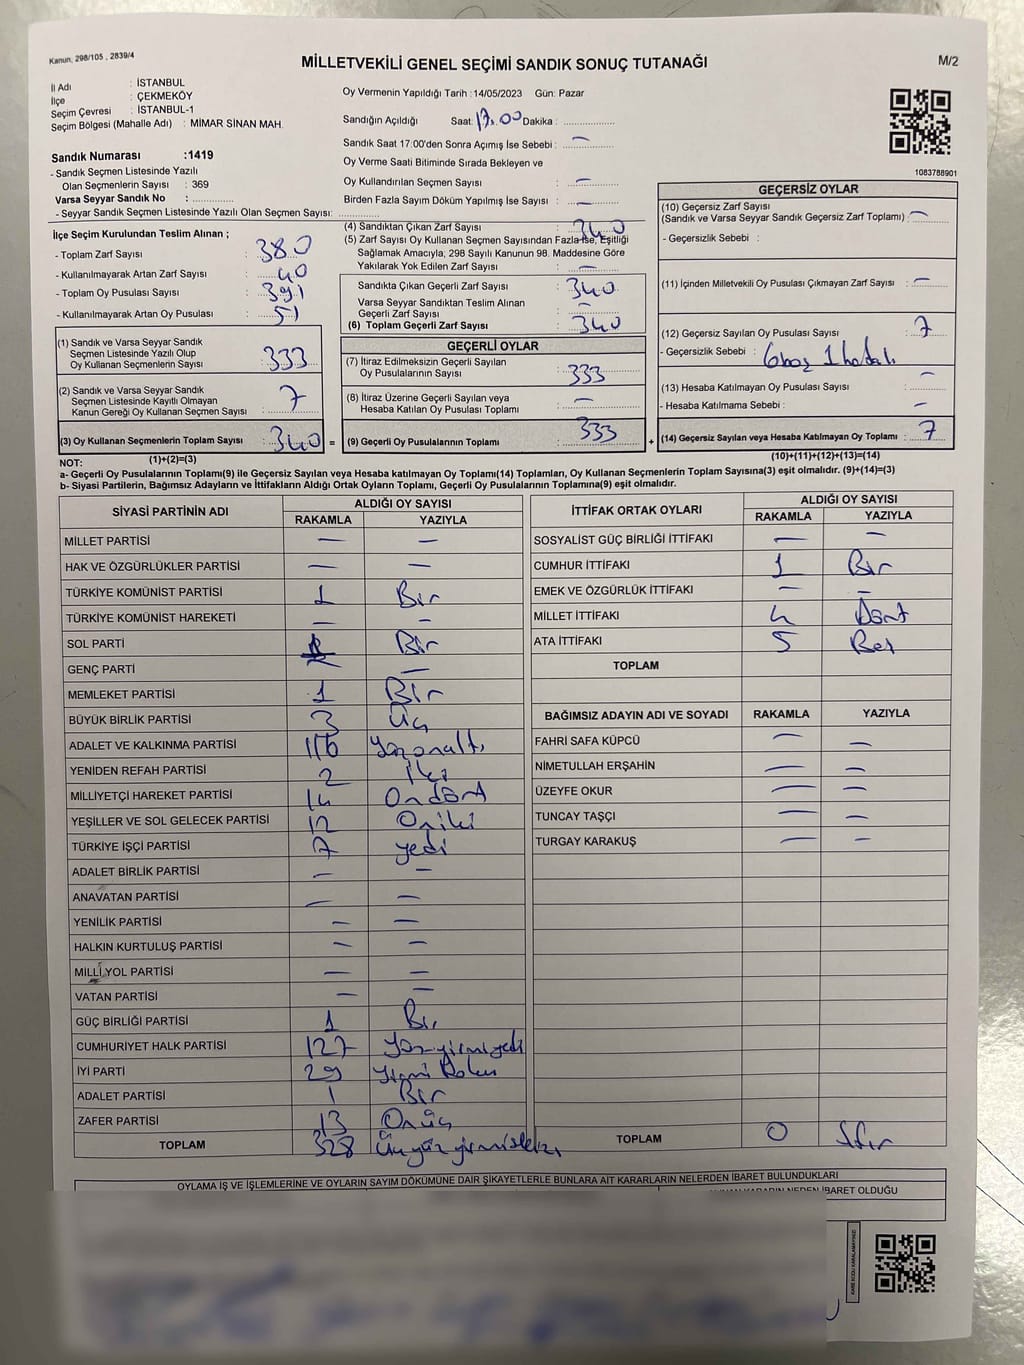 Kanun; 298/105 , 2839/4
MİLLETVEKİLİ GENEL SEÇİMİ SANDIK SONUÇ TUTANAĞI
M/2
İl Adı : İSTANBUL
İlçe : ÇEKMEKÖY
Seçim Çevresi : İSTANBUL-1
Seçim Bölgesi (Mahalle Adı) : MİMAR SİNAN MAH.
Sandık Numarası :1419
- Sandık Seçmen Listesinde Yazılı
Olan Seçmenlerin Sayısı : 369
Varsa Seyyar Sandık No :
- Seyyar Sandık Seçmen Listesinde Yazılı Olan Seçmen Sayısı:
Oy Vermenin Yapıldığı Tarih :14/05/2023 Gün: Pazar
Sandığın Açıldığı Saat: 17.00 Dakika :
Sandık Saat 17:00'den Sonra Açımış İse Sebebi : —
Oy Verme Saati Bitiminde Sırada Bekleyen ve
Oy Kullandırılan Seçmen Sayısı : —
Birden Fazla Sayım Döküm Yapılmış İse Sayısı : —
1083788901
İlçe Seçim Kurulundan Teslim Alınan ;
- Toplam Zarf Sayısı : 380
- Kullanılmayarak Artan Zarf Sayısı : 40
- Toplam Oy Pusulası Sayısı : 391
- Kullanılmayarak Artan Oy Pusulası : 51
(4) Sandıktan Çıkan Zarf Sayısı : 340
(5) Zarf Sayısı Oy Kullanan Seçmen Sayısından Fazla İse, Eşitliği
Sağlamak Amacıyla; 298 Sayılı Kanunun 98. Maddesine Göre
Yakılarak Yok Edilen Zarf Sayısı : —
Sandıkta Çıkan Geçerli Zarf Sayısı : 340
Varsa Seyyar Sandıktan Teslim Alınan
Geçerli Zarf Sayısı : —
(6) Toplam Geçerli Zarf Sayısı : 340
GEÇERSİZ OYLAR
(10) Geçersiz Zarf Sayısı
(Sandık ve Varsa Seyyar Sandık Geçersiz Zarf Toplamı) : —
- Geçersizlik Sebebi :
(11) İçinden Milletvekili Oy Pusulası Çıkmayan Zarf Sayısı : —
(12) Geçersiz Sayılan Oy Pusulası Sayısı : 7
- Geçersizlik Sebebi : 6 boş 1 hatalı
(13) Hesaba Katılmayan Oy Pusulası Sayısı : —
- Hesaba Katılmama Sebebi : —
(14) Geçersiz Sayılan veya Hesaba Katılmayan Oy Toplamı : 7
(10)+(11)+(12)+(13)=(14)
(1) Sandık ve Varsa Seyyar Sandık
Seçmen Listesinde Yazılı Olup
Oy Kullanan Seçmenlerin Sayısı : 333
(2) Sandık ve Varsa Seyyar Sandık
Seçmen Listesinde Kayıtlı Olmayan
Kanun Gereği Oy Kullanan Seçmen Sayısı : 7
(3) Oy Kullanan Seçmenlerin Toplam Sayısı : 340 =
(1)+(2)=(3)
GEÇERLİ OYLAR
(7) İtiraz Edilmeksizin Geçerli Sayılan
Oy Pusulalarının Sayısı : 333
(8) İtiraz Üzerine Geçerli Sayılan veya
Hesaba Katılan Oy Pusulası Toplamı : —
(9) Geçerli Oy Pusulalarının Toplamı : 333 +
NOT:
a- Geçerli Oy Pusulalarının Toplamı(9) ile Geçersiz Sayılan veya Hesaba katılmayan Oy Toplamı(14) Toplamları, Oy Kullanan Seçmenlerin Toplam Sayısına(3) eşit olmalıdır. (9)+(14)=(3)
b- Siyasi Partilerin, Bağımsız Adayların ve İttifakların Aldığı Ortak Oyların Toplamı, Geçerli Oy Pusulalarının Toplamına(9) eşit olmalıdır.
SİYASİ PARTİNİN ADI ALDIĞI OY SAYISI
RAKAMLA YAZIYLA
MİLLET PARTİSİ — —
HAK VE ÖZGÜRLÜKLER PARTİSİ — —
TÜRKİYE KOMÜNİST PARTİSİ 1 Bir
TÜRKİYE KOMÜNİST HAREKETİ — —
SOL PARTİ Bir
GENÇ PARTİ — —
MEMLEKET PARTİSİ 1 Bir
BÜYÜK BİRLİK PARTİSİ 3 Üç
ADALET VE KALKINMA PARTİSİ 116 Yüzonaltı
YENİDEN REFAH PARTİSİ 2 İki
MİLLİYETÇİ HAREKET PARTİSİ 14 Ondört
YEŞİLLER VE SOL GELECEK PARTİSİ 12 Oniki
TÜRKİYE İŞÇİ PARTİSİ 7 yedi
ADALET BİRLİK PARTİSİ — —
ANAVATAN PARTİSİ — —
YENİLİK PARTİSİ — —
HALKIN KURTULUŞ PARTİSİ — —
MİLLİ YOL PARTİSİ — —
VATAN PARTİSİ — —
GÜÇ BİRLİĞİ PARTİSİ 1 Bir
CUMHURİYET HALK PARTİSİ 127 Yüzyirmiyedi
İYİ PARTİ 29 Yirmi Dokuz
ADALET PARTİSİ 1 Bir
ZAFER PARTİSİ 13 Onüç
TOPLAM 328 Üçyüzyirmisekiz
İTTİFAK ORTAK OYLARI ALDIĞI OY SAYISI
RAKAMLA YAZIYLA
SOSYALİST GÜÇ BİRLİĞİ İTTİFAKI — —
CUMHUR İTTİFAKI 1 Bir
EMEK VE ÖZGÜRLÜK İTTİFAKI — —
MİLLET İTTİFAKI 4 Dört
ATA İTTİFAKI 5 Beş
TOPLAM
BAĞIMSIZ ADAYIN ADI VE SOYADI RAKAMLA YAZIYLA
FAHRİ SAFA KÜPCÜ — —
NİMETULLAH ERŞAHİN — —
ÜZEYFE OKUR — —
TUNCAY TAŞÇI — —
TURGAY KARAKUŞ — —
TOPLAM 0 Sıfır
OYLAMA İŞ VE İŞLEMLERİNE VE OYLARIN SAYIM DÖKÜMÜNE DAİR ŞİKAYETLERLE BUNLARA AİT KARARLARIN NELERDEN İBARET BULUNDUKLARI
KARARIN NEDEN İBARET OLDUĞU
KARE KODU KARALAMAYINIZ!